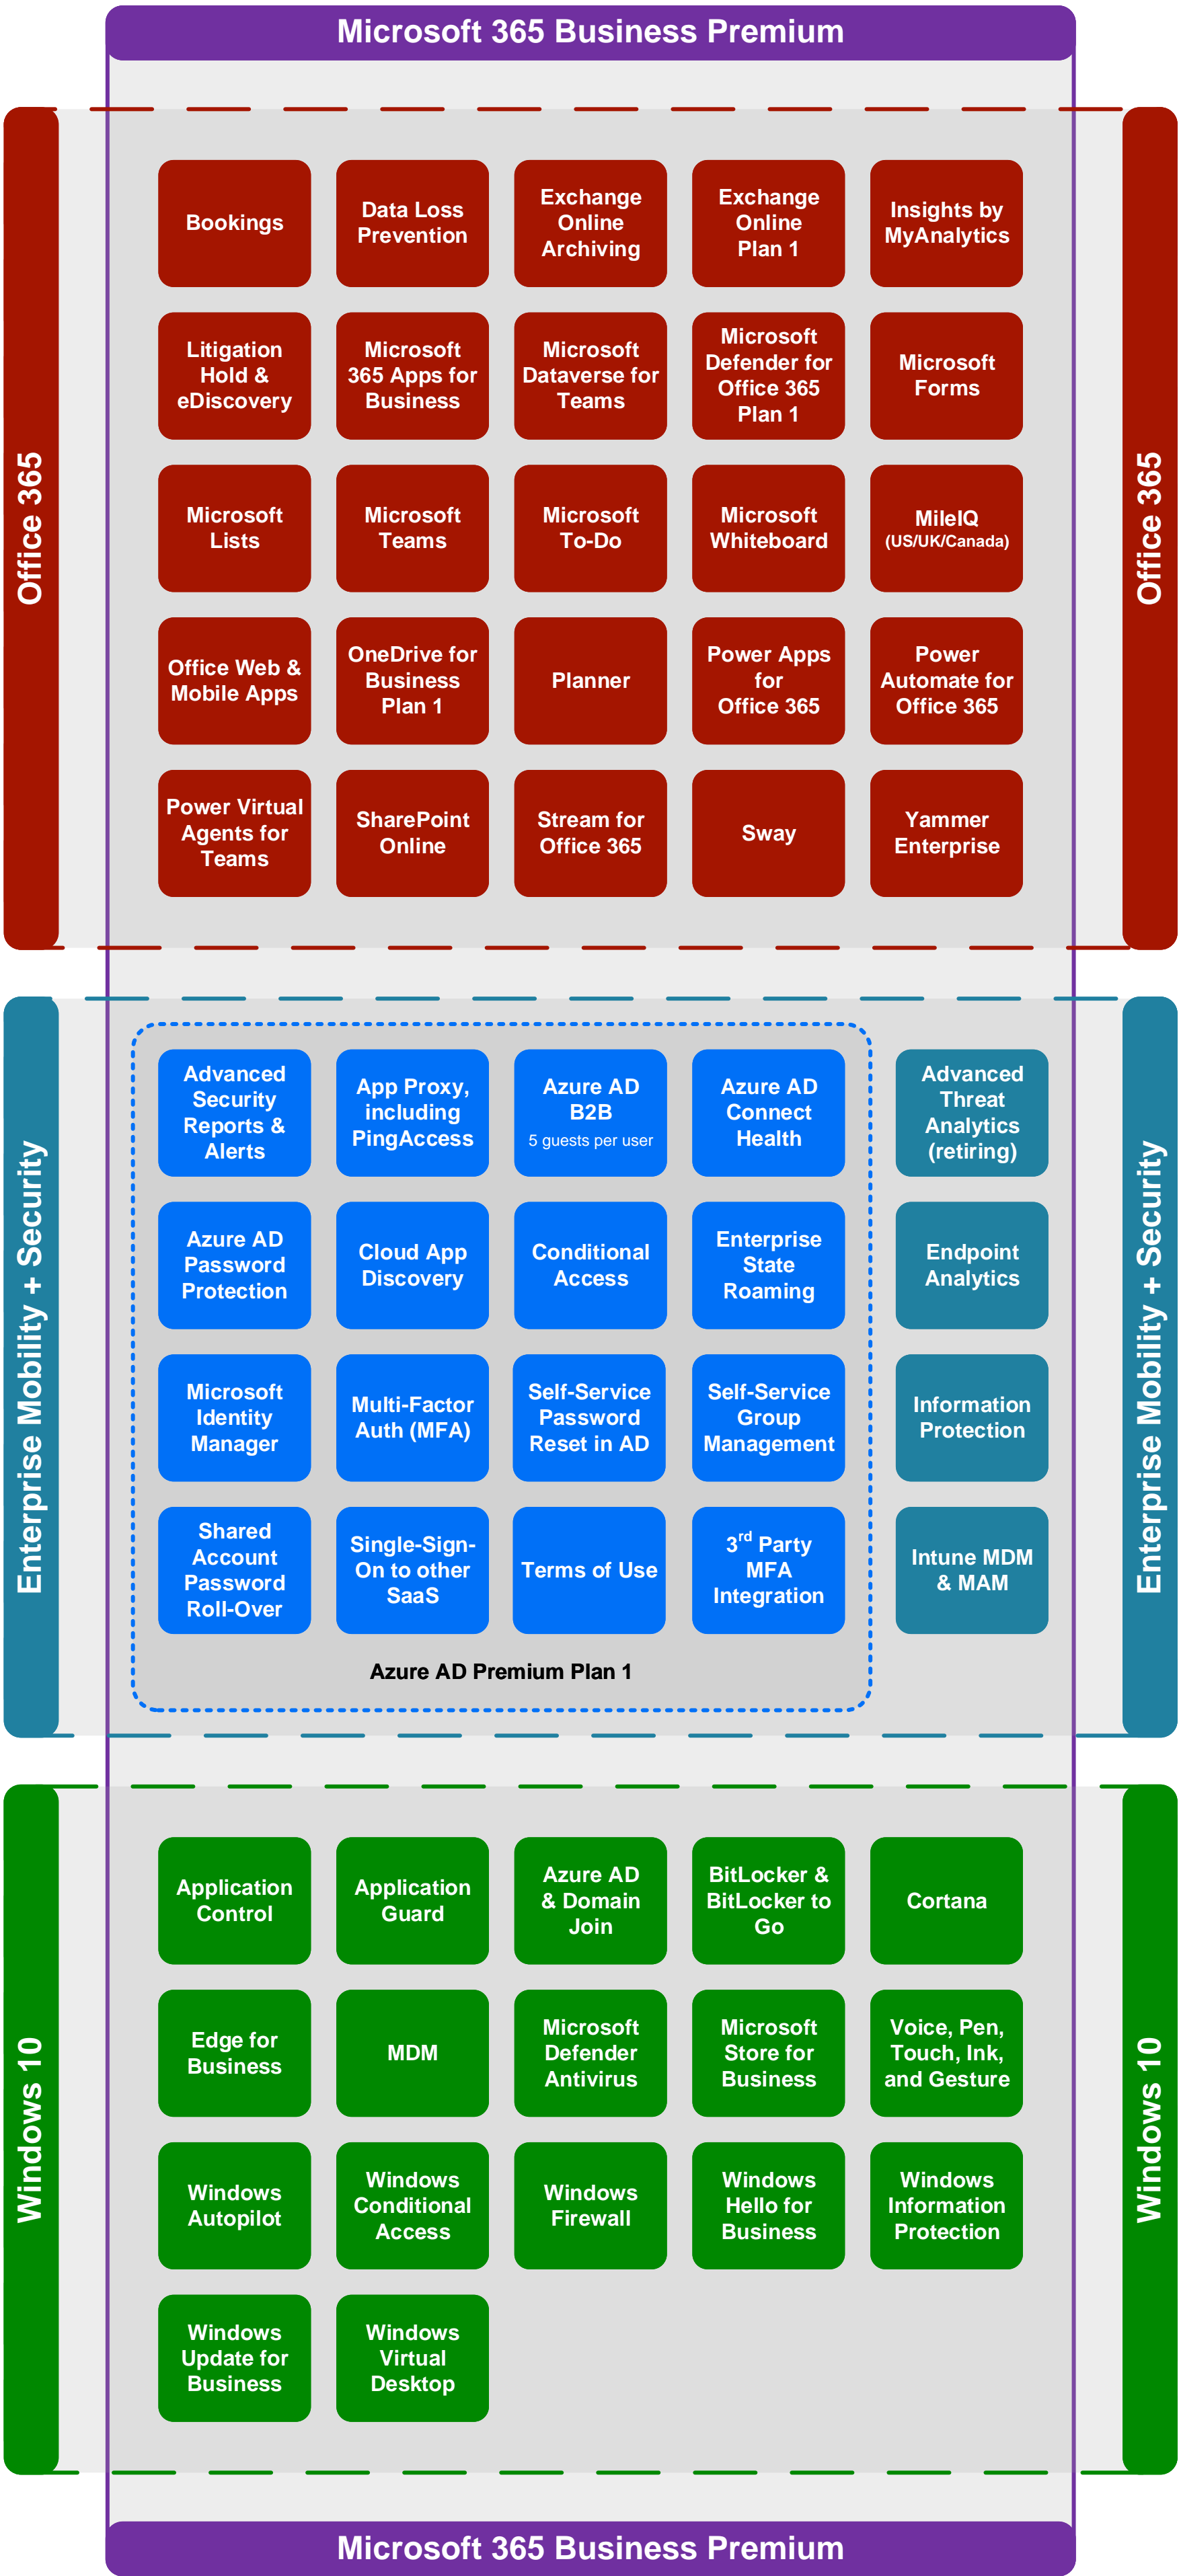 Microsoft 365 Business Premium
Office 365
Office 365
Bookings
Data Loss
Prevention
Exchange
Online
Archiving
Exchange
Online
Plan 1
Insights by
MyAnalytics
Litigation
Hold &
eDiscovery
Microsoft
365 Apps for
Business
Microsoft
Dataverse for
Teams
Microsoft
Defender for
Office 365
Plan 1
Microsoft
Forms
Microsoft
Lists
Microsoft
Teams
Microsoft
To-Do
Microsoft
Whiteboard
MileIQ
(US/UK/Canada)
Office Web &
Mobile Apps
OneDrive for
Business
Plan 1
Planner
Power Apps
for
Office 365
Power
Automate for
Office 365
Power Virtual
Agents for
Teams
SharePoint
Online
Stream for
Office 365
Sway
Yammer
Enterprise
Enterprise Mobility + Security
Enterprise Mobility + Security
Advanced
Security
Reports &
Alerts
App Proxy,
including
PingAccess
Azure AD
B2B
5 guests per user
Azure AD
Connect
Health
Advanced
Threat
Analytics
(retiring)
Azure AD
Password
Protection
Cloud App
Discovery
Conditional
Access
Enterprise
State
Roaming
Endpoint
Analytics
Microsoft
Identity
Manager
Multi-Factor
Auth (MFA)
Self-Service
Password
Reset in AD
Self-Service
Group
Management
Information
Protection
Shared
Account
Password
Roll-Over
Single-Sign-
On to other
SaaS
Terms of Use
3rd Party
MFA
Integration
Intune MDM
& MAM
Azure AD Premium Plan 1
Windows 10
Windows 10
Application
Control
Application
Guard
Azure AD
& Domain
Join
BitLocker &
BitLocker to
Go
Cortana
Edge for
Business
MDM
Microsoft
Defender
Antivirus
Microsoft
Store for
Business
Voice, Pen,
Touch, Ink,
and Gesture
Windows
Autopilot
Windows
Conditional
Access
Windows
Firewall
Windows
Hello for
Business
Windows
Information
Protection
Windows
Update for
Business
Windows
Virtual
Desktop
Microsoft 365 Business Premium